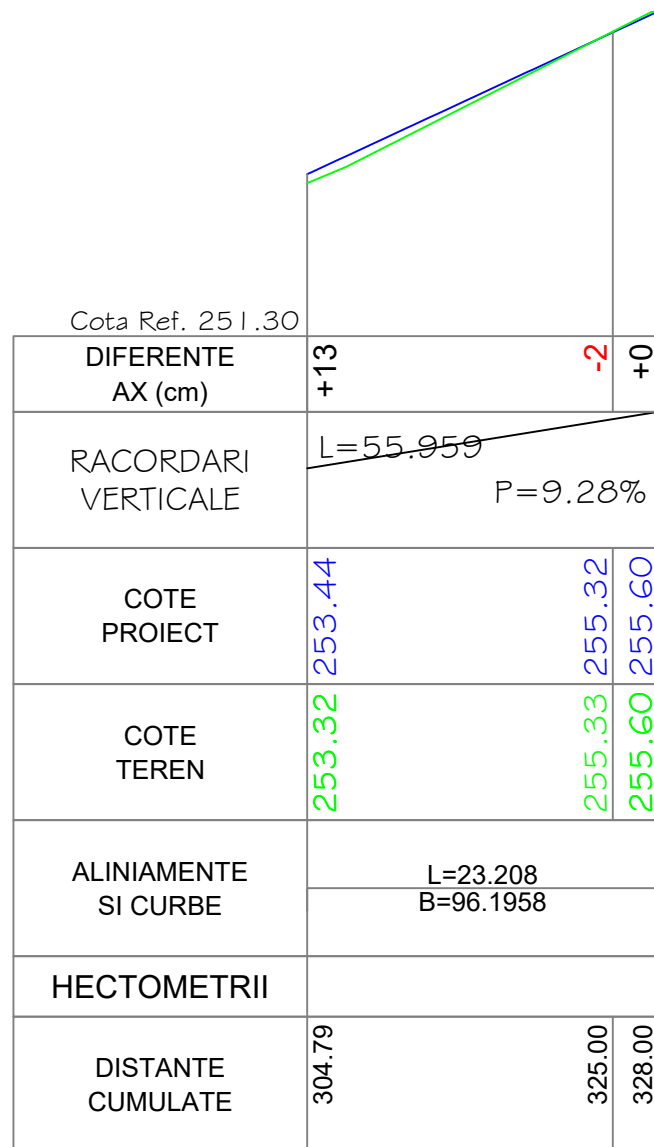 Cota Ref. 251.30
DIFERENTE
AX (cm)
+13
-2
+0
RACORDARI
VERTICALE
L=55.959
P=9.28%
COTE
PROIECT
253.44
255.32
255.60
COTE
TEREN
253.32
255.33
255.60
ALINIAMENTE
SI CURBE
L=23.208
B=96.1958
HECTOMETRII
DISTANTE
CUMULATE
304.79
325.00
328.00